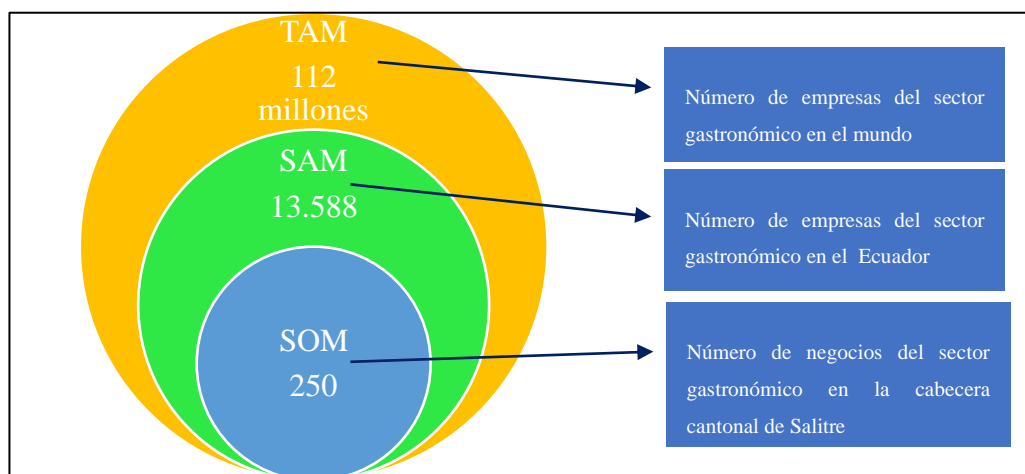 TAM
112
millones
Número de empresas del sector
gastronómico en el mundo
SAM
13.588
Número de empresas del sector
gastronómico en el Ecuador
SOM
250
Número de negocios del sector
gastronómico en la cabecera
cantonal de Salitre